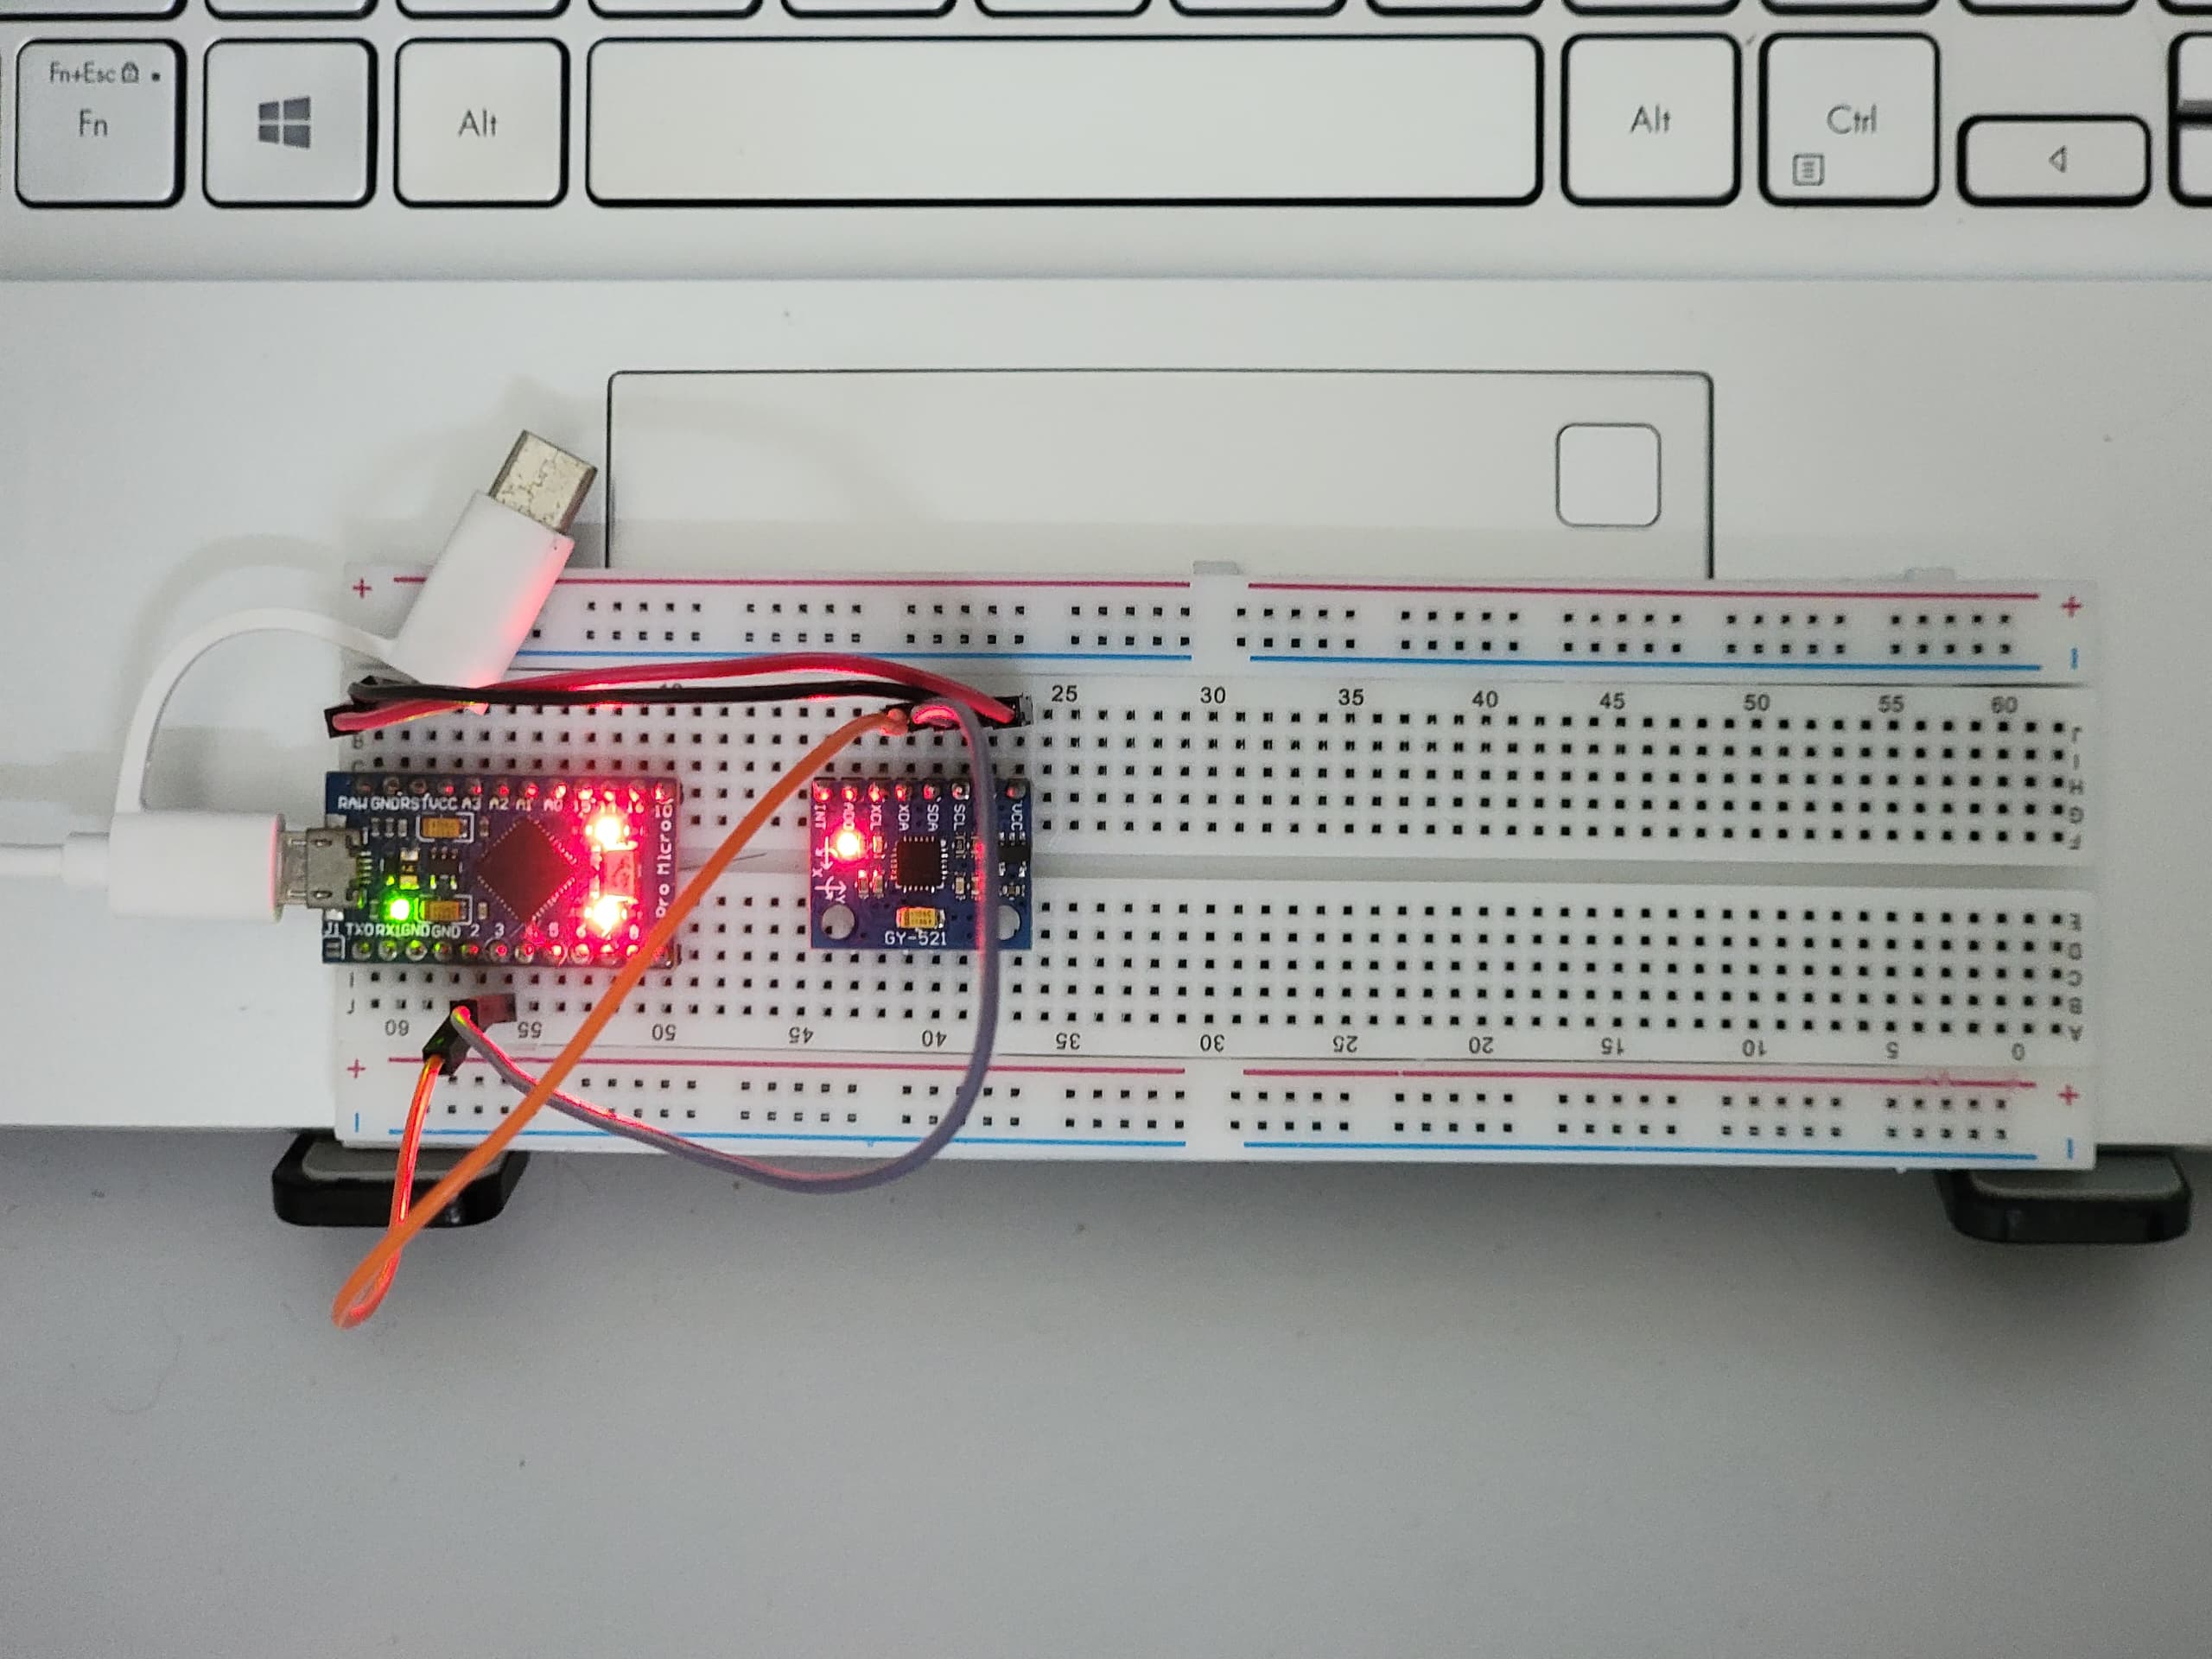 Fn+Esc
Fn
Alt
Alt
Ctrl
+
+
25
30
35
40
45
50
55
60
RAW GND RST VCC A3 A2 A1 A0
Pro Micro
INT
XCL
XDA
SDA
SCL
VCC
GY-521
J1 TX0 RX1 GND GND 2 3
60
55
50
45
40
35
30
25
20
15
10
5
0
+
+